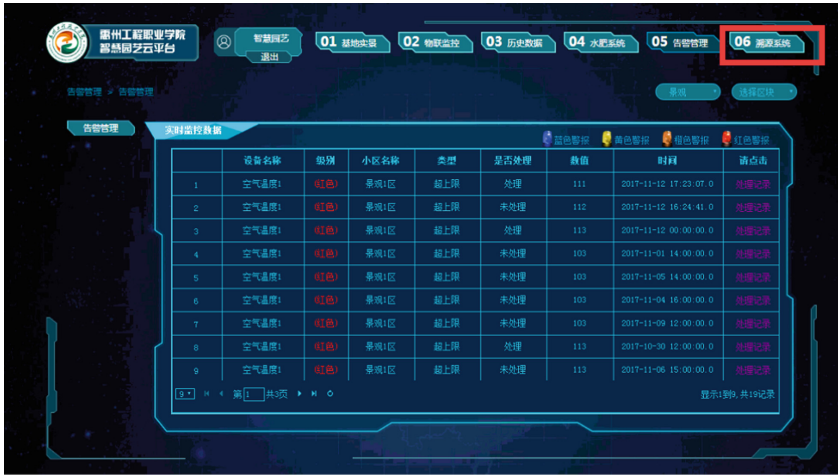 惠州工程职业学院
智慧园艺云平台
智慧园艺
退出
01 基地实景
02 物联监控
03 历史数据
04 水肥系统
05 告警管理
06 溯源系统
告警管理 > 告警管理
景观
选择区块
告警管理
实时监控数据
蓝色警报 黄色警报 橙色警报 红色警报
设备名称 级别 小区名称 类型 是否处理 数值 时间 请点击
1 空气温度1 (红色) 景观1区 超上限 处理 111 2017-11-12 17:23:07.0 处理记录
2 空气温度1 (红色) 景观1区 超上限 未处理 112 2017-11-12 16:24:41.0 处理记录
3 空气温度1 (红色) 景观1区 超上限 处理 113 2017-11-12 00:00:00.0 处理记录
4 空气温度1 (红色) 景观1区 超上限 未处理 103 2017-11-01 14:00:00.0 处理记录
5 空气温度1 (红色) 景观1区 超上限 未处理 103 2017-11-05 14:00:00.0 处理记录
6 空气温度1 (红色) 景观1区 超上限 未处理 103 2017-11-04 16:00:00.0 处理记录
7 空气温度1 (红色) 景观1区 超上限 未处理 103 2017-11-09 12:00:00.0 处理记录
8 空气温度1 (红色) 景观1区 超上限 处理 113 2017-10-30 12:00:00.0 处理记录
9 空气温度1 (红色) 景观1区 超上限 未处理 113 2017-11-06 15:00:00.0 处理记录
9 第 1 共3页
显示1到9,共19记录